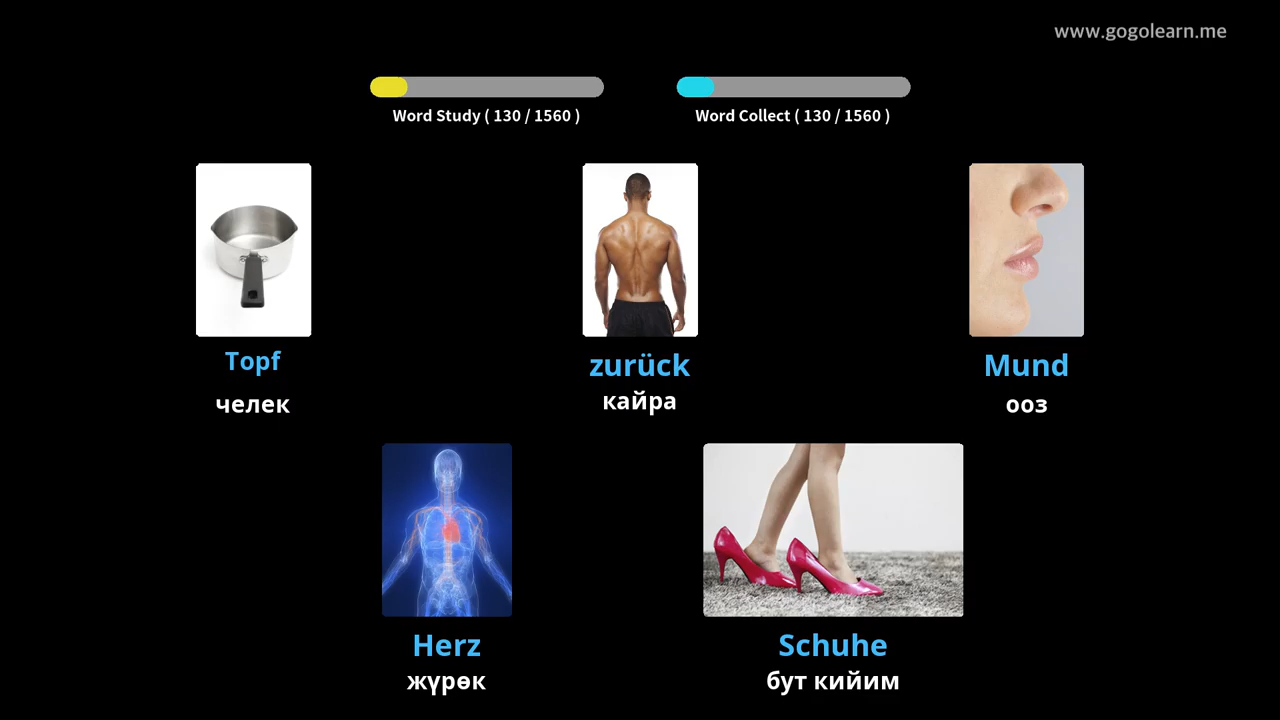 www.gogolearn.me
Word Study ( 130 / 1560 )
Word Collect ( 130 / 1560 )
Topf
челек
zurück
кайра
Mund
ооз
Herz
жүрөк
Schuhe
бут кийим